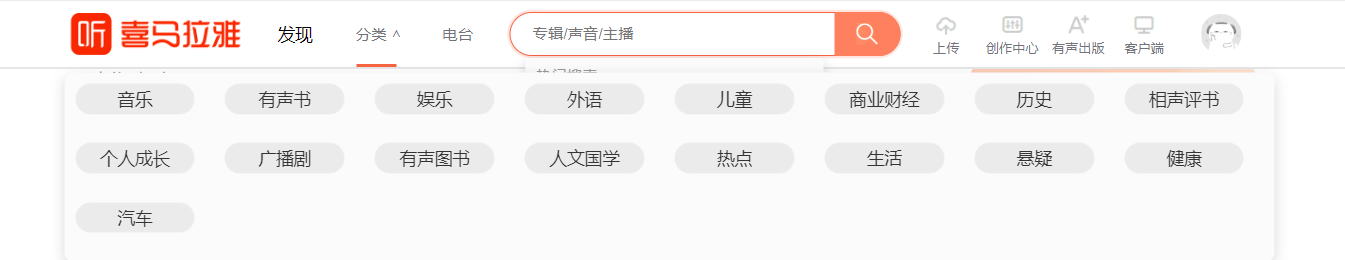 听 喜马拉雅 发现 分类 ^ 电台 专辑/声音/主播 上传 创作中心 有声出版 客户端
音乐 有声书 娱乐 外语 儿童 商业财经 历史 相声评书
个人成长 广播剧 有声图书 人文国学 热点 生活 悬疑 健康
汽车